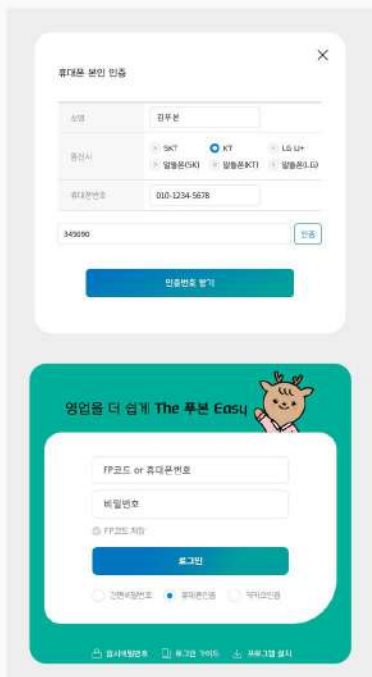 휴대폰 본인 인증
성명 김푸본
통신사 SKT KT LG U+
알뜰폰(SK) 알뜰폰(KT) 알뜰폰(LG)
휴대폰번호 010-1234-5678
345690 인증
인증번호 받기
영업을 더 쉽게 The 푸본 Easy
FP코드 or 휴대폰번호
비밀번호
FP코드 저장
로그인
간편비밀번호 휴대폰인증 카카오인증
임시비밀번호 로그인 가이드 프로그램 설치